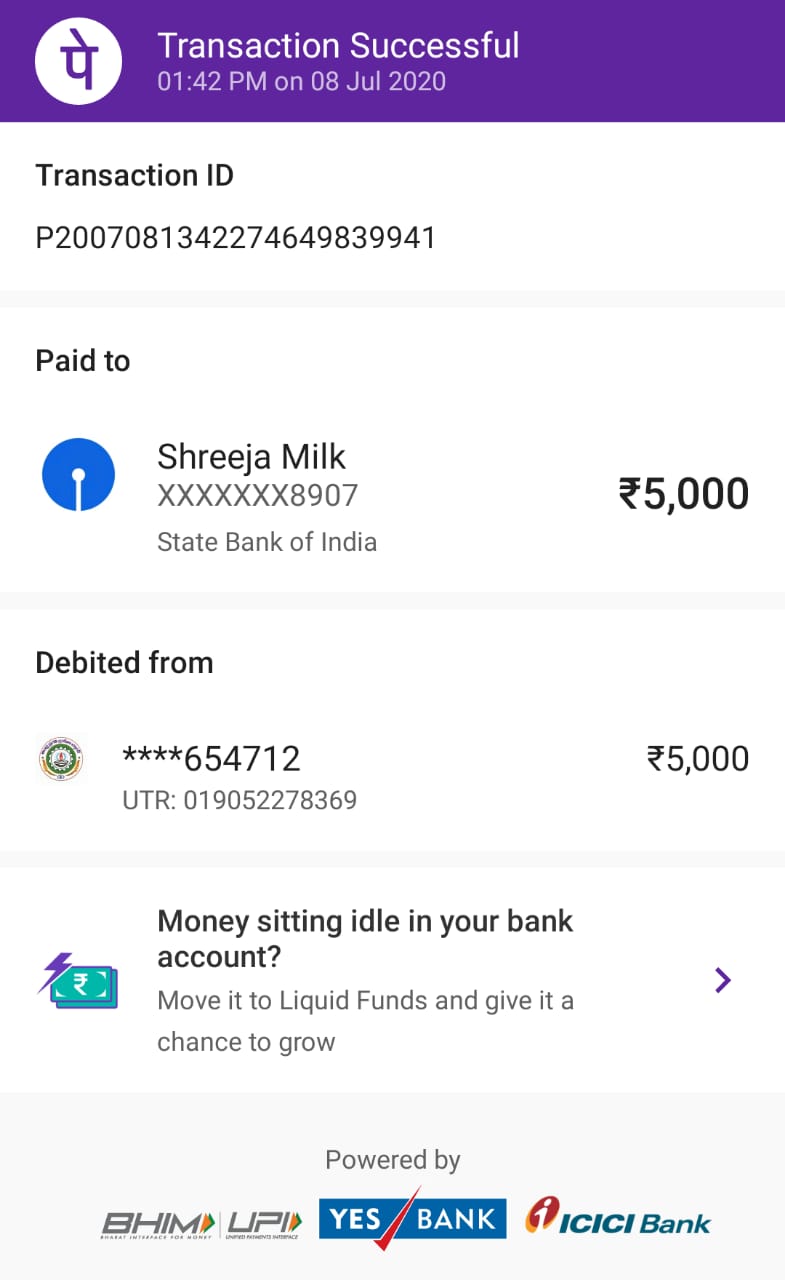 पे
Transaction Successful
01:42 PM on 08 Jul 2020
Transaction ID
P2007081342274649839941
Paid to
Shreeja Milk
XXXXXXX8907
₹5,000
State Bank of India
Debited from
****654712
₹5,000
UTR: 019052278369
Money sitting idle in your bank
account?
Move it to Liquid Funds and give it a
chance to grow
Powered by
BHIM UPI YES BANK ICICI Bank
BHARAT INTERFACE FOR MONEY UNIFIED PAYMENTS INTERFACE